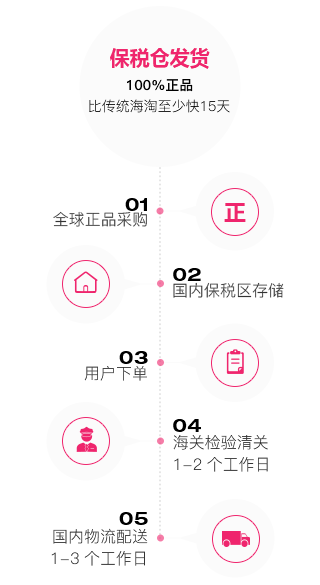 保税仓发货
100%正品
比传统海淘至少快15天
01
全球正品采购
正
02
国内保税区存储
03
用户下单
04
海关检验清关
1-2 个工作日
05
国内物流配送
1-3 个工作日